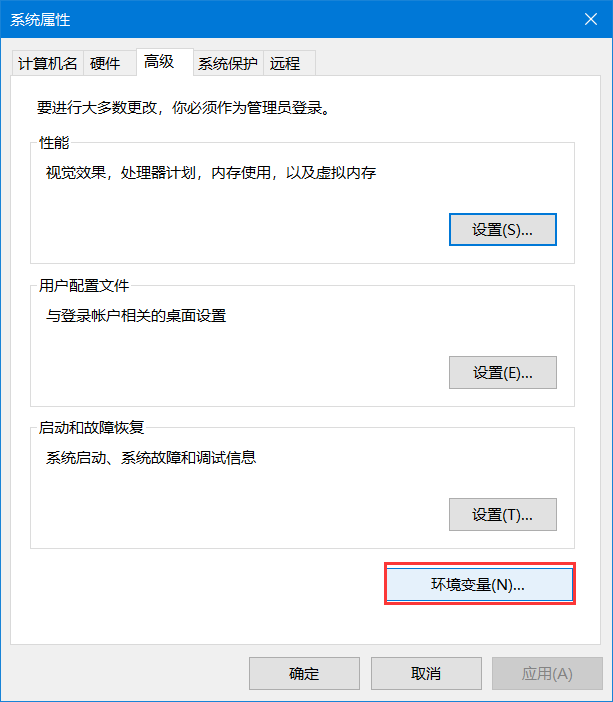 系统属性
计算机名 硬件 高级 系统保护 远程
要进行大多数更改，你必须作为管理员登录。
性能
视觉效果，处理器计划，内存使用，以及虚拟内存
设置(S)...
用户配置文件
与登录帐户相关的桌面设置
设置(E)...
启动和故障恢复
系统启动、系统故障和调试信息
设置(T)...
环境变量(N)...
确定 取消 应用(A)